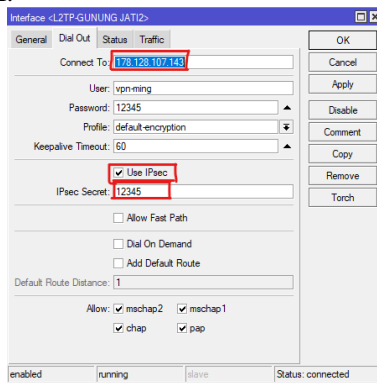 Interface <L2TP-GUNUNG JATI2>
General Dial Out Status Traffic
Connect To: 178.128.107.143
User: vpn-ming
Password: 12345
Profile: default-encryption
Keepalive Timeout: 60
Use IPsec
IPsec Secret: 12345
Allow Fast Path
Dial On Demand
Add Default Route
Default Route Distance: 1
Allow: mschap2 mschap1
chap pap
OK
Cancel
Apply
Disable
Comment
Copy
Remove
Torch
enabled running slave Status: connected